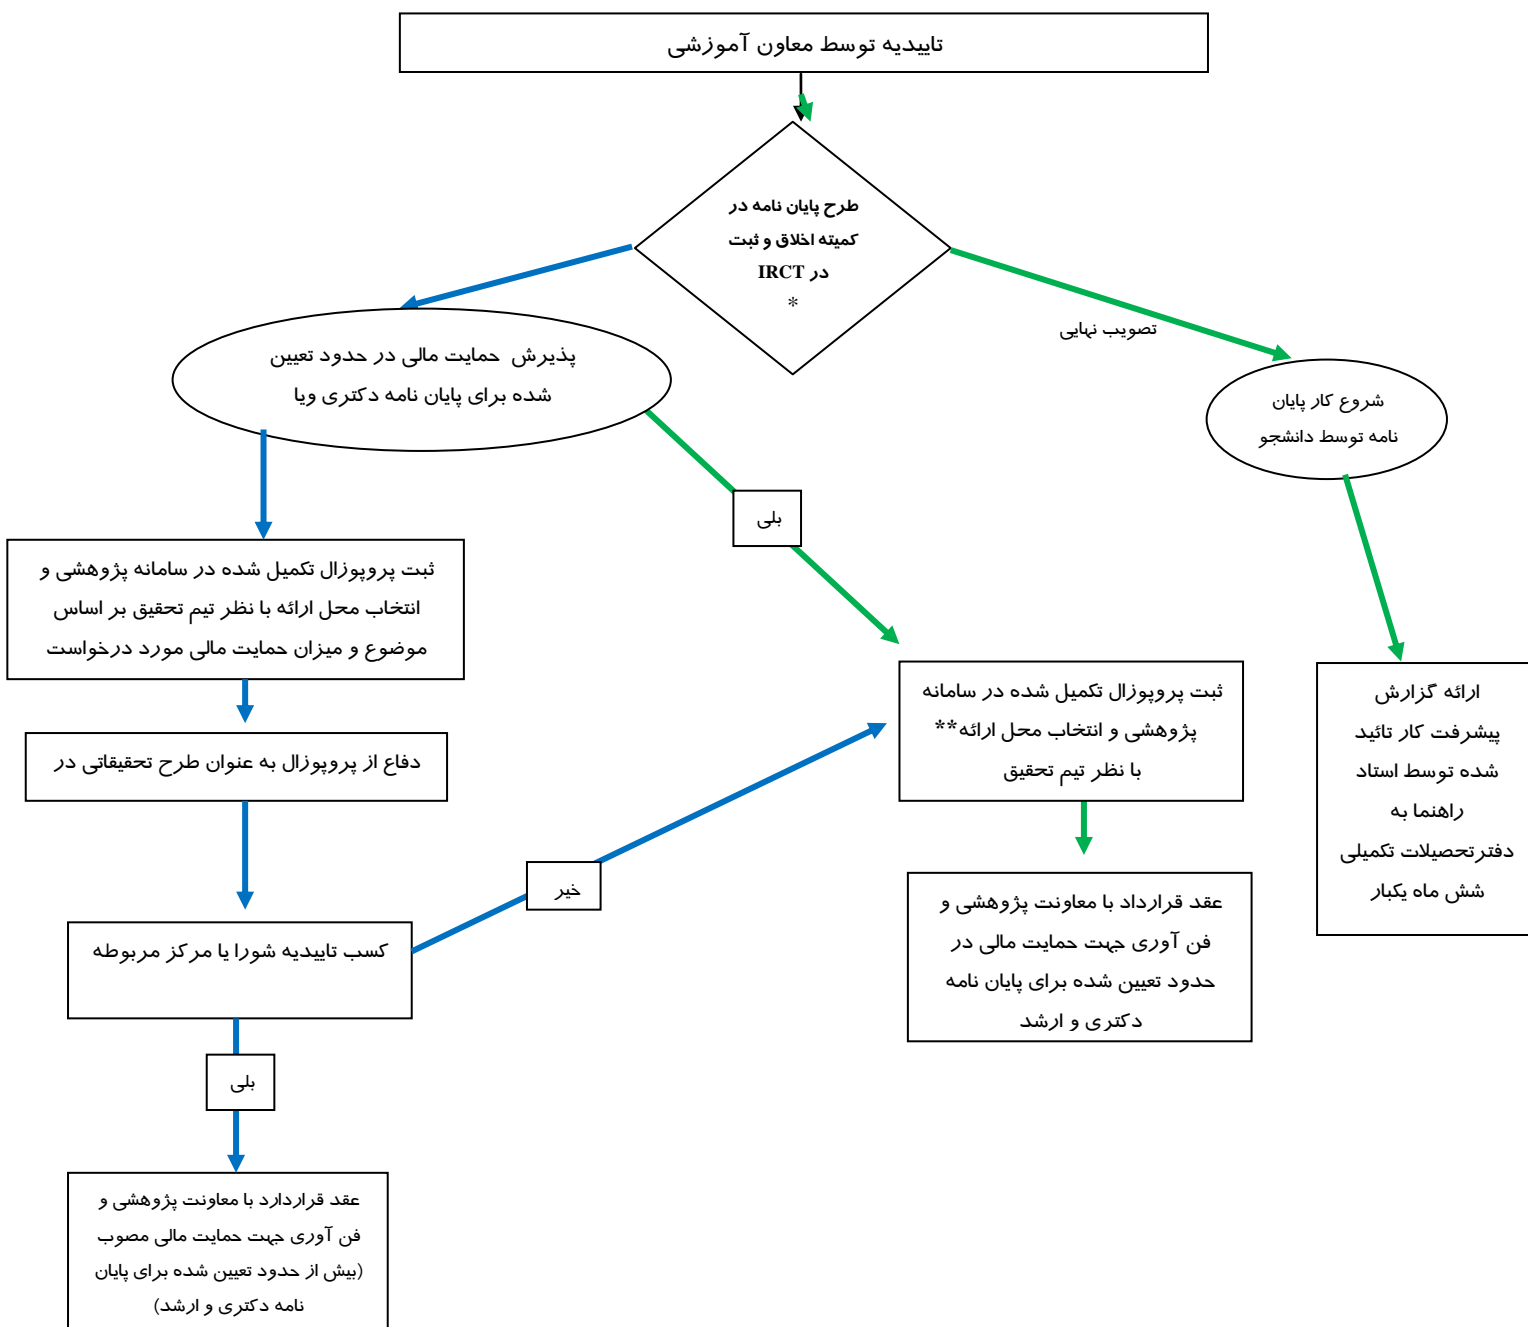 تاییدیه توسط معاون آموزشی
طرح پایان نامه در
کمیته اخلاق و ثبت
در IRCT
*
تصویب نهایی
پذیرش حمایت مالی در حدود تعیین
شده برای پایان نامه دکتری ویا
شروع کار پایان
نامه توسط دانشجو
بلی
ثبت پروپوزال تکمیل شده در سامانه پژوهشی و
انتخاب محل ارائه با نظر تیم تحقیق بر اساس
موضوع و میزان حمایت مالی مورد درخواست
ثبت پروپوزال تکمیل شده در سامانه
پژوهشی و انتخاب محل ارائه**
با نظر تیم تحقیق
ارائه گزارش
پیشرفت کار تائید
شده توسط استاد
راهنما به
دفترتحصیلات تکمیلی
شش ماه یکبار
دفاع از پروپوزال به عنوان طرح تحقیقاتی در
خیر
عقد قرارداد با معاونت پژوهشی و
فن آوری جهت حمایت مالی در
حدود تعیین شده برای پایان نامه
دکتری و ارشد
کسب تاییدیه شورا یا مرکز مربوطه
بلی
عقد قراردارد با معاونت پژوهشی و
فن آوری جهت حمایت مالی مصوب
(بیش از حدود تعیین شده برای پایان
نامه دکتری و ارشد)